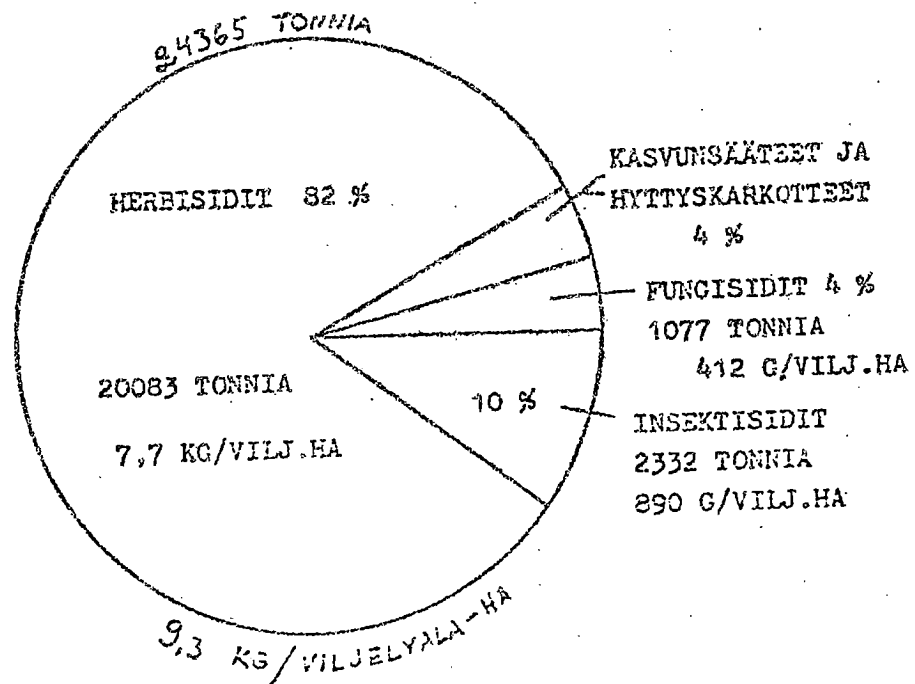 24365 TONNIA
HERBISIDIT 82 %
20083 TONNIA
7,7 KG/VILJ.HA
KASVUNSÄÄTEET JA
HYTTYSKARKOTTEET
4 %
FUNGISIDIT 4 %
1077 TONNIA
412 G/VILJ.HA
10 %
INSEKTISIDIT
2332 TONNIA
890 G/VILJ.HA
9,3 KG/VILJELYALA-HA